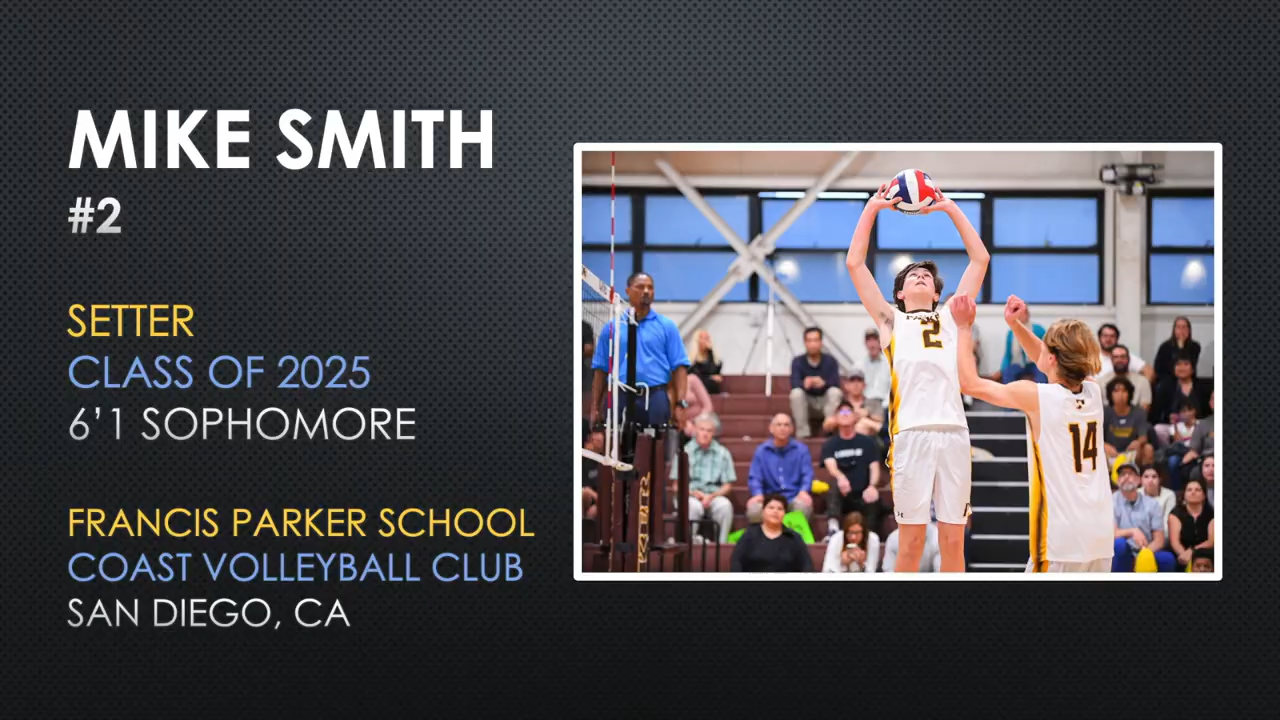 MIKE SMITH
#2
SETTER
CLASS OF 2025
6’1 SOPHOMORE
FRANCIS PARKER SCHOOL
COAST VOLLEYBALL CLUB
SAN DIEGO, CA
2
14